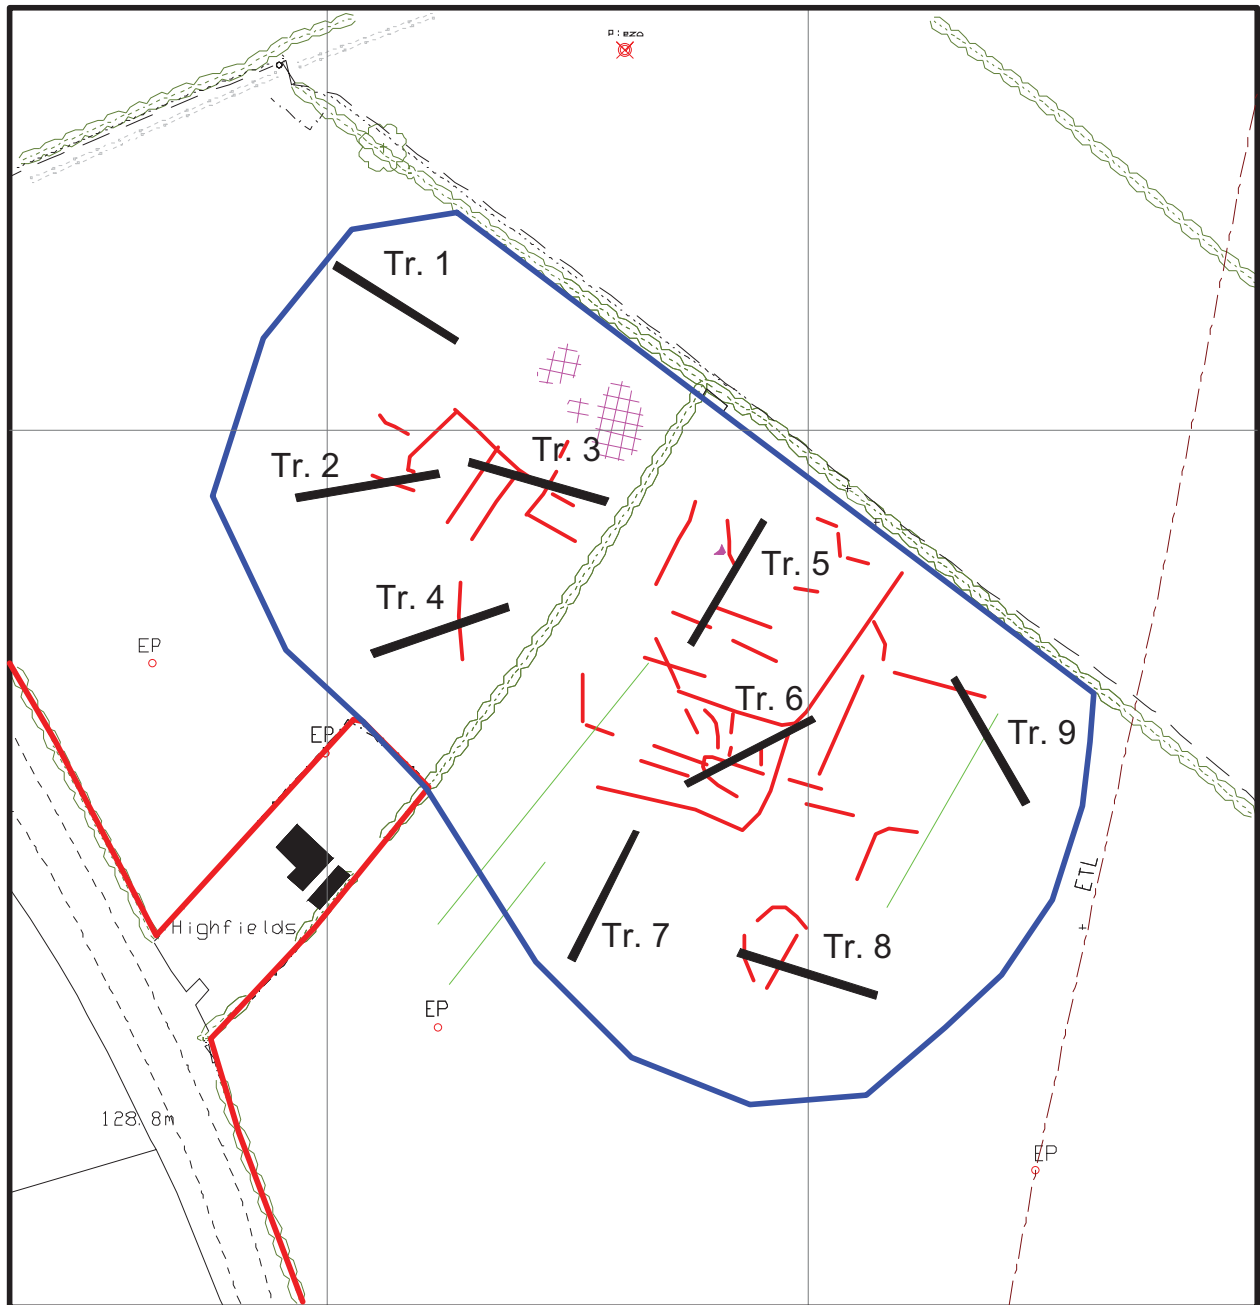 Piezo
Tr. 1
Tr. 3
Tr. 2
Tr. 5
Tr. 4
EP
Tr. 6
EP
Tr. 9
ETL
Highfields
Tr. 7
Tr. 8
EP
128.8m
EP